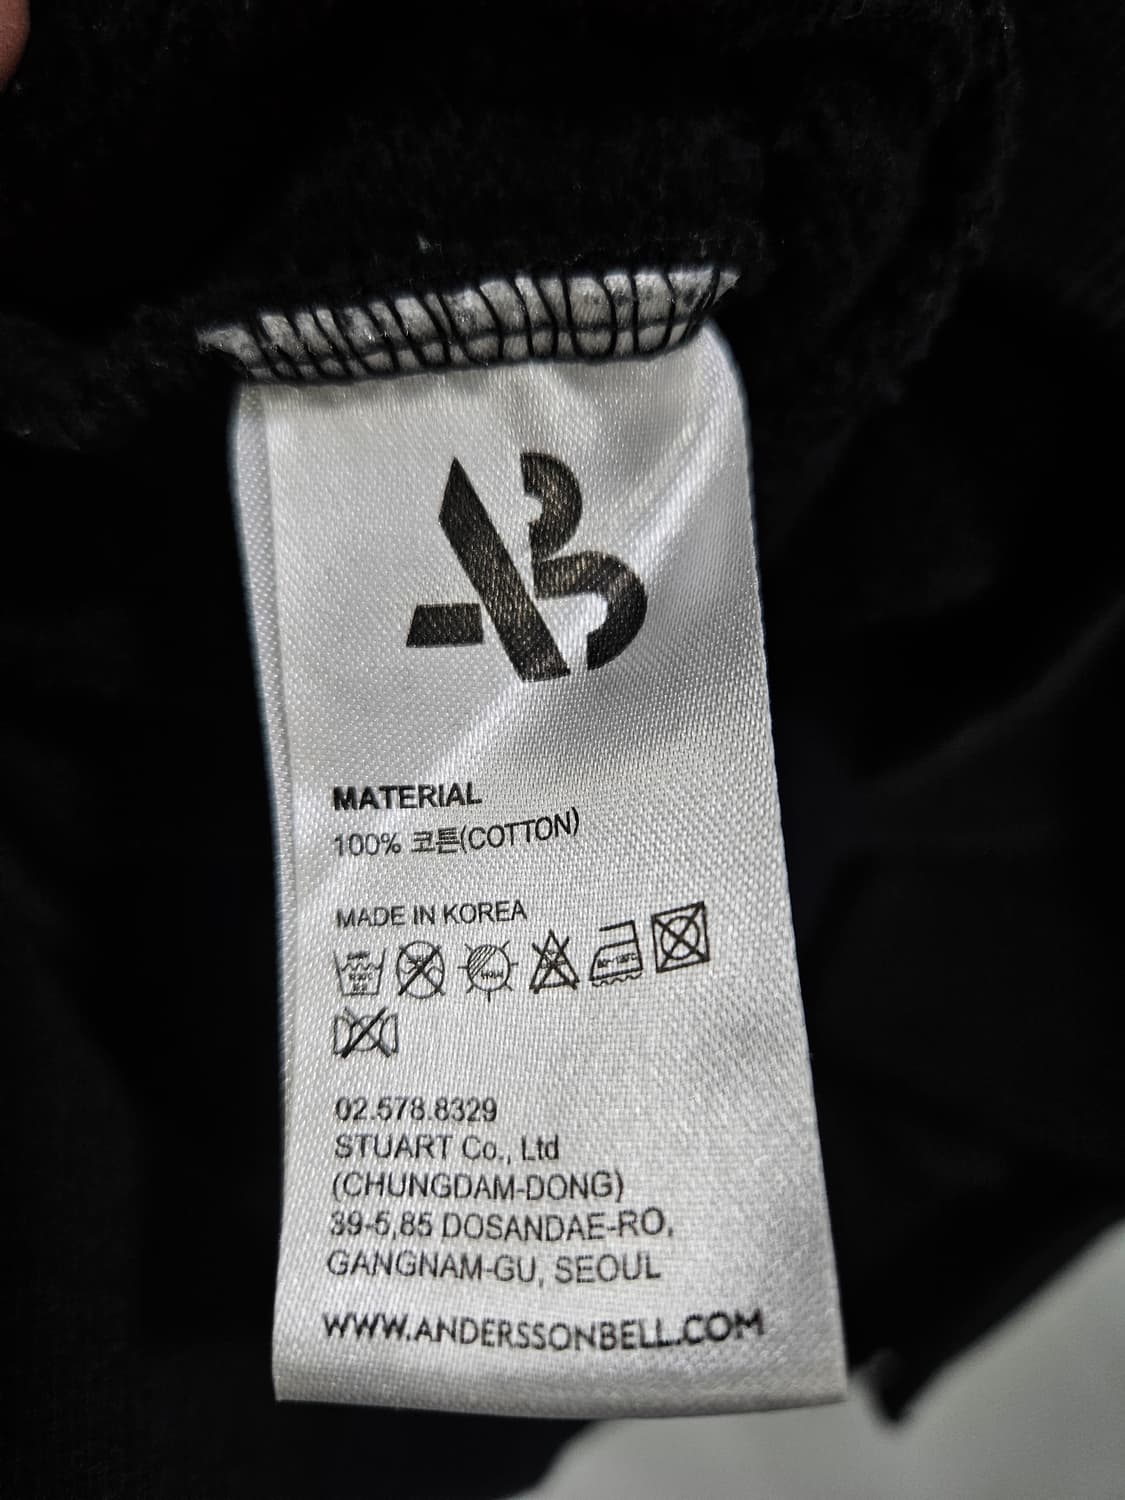 AB
MATERIAL
100% 코튼(COTTON)
MADE IN KOREA
02.578.8329
STUART Co., Ltd
(CHUNGDAM-DONG)
39-5,85 DOSANDAE-RO,
GANGNAM-GU, SEOUL
WWW.ANDERSSONBELL.COM